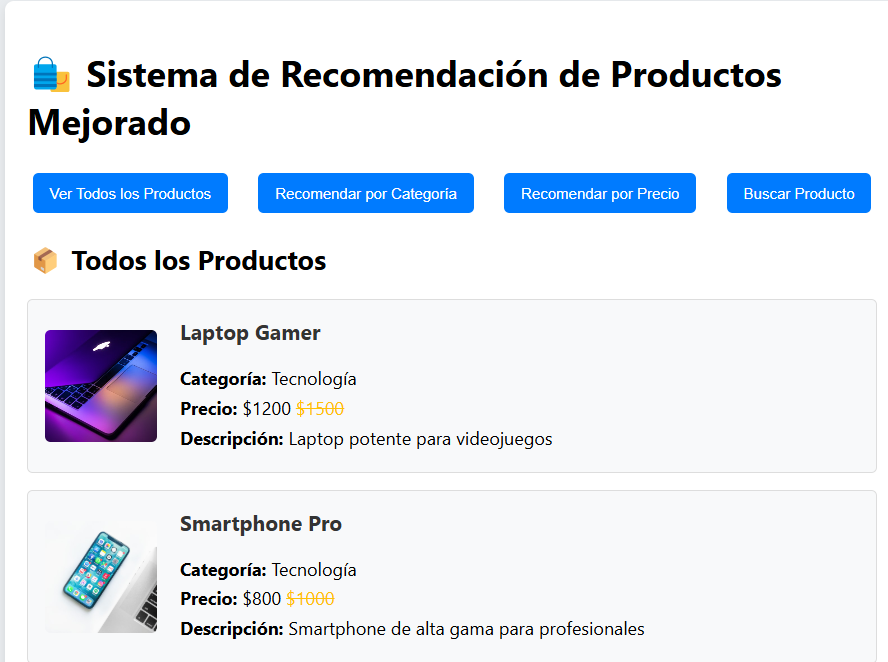 Sistema de Recomendación de Productos
Mejorado
Ver Todos los Productos
Recomendar por Categoría
Recomendar por Precio
Buscar Producto
Todos los Productos
Laptop Gamer
Categoría: Tecnología
Precio: $1200 $1500
Descripción: Laptop potente para videojuegos
Smartphone Pro
Categoría: Tecnología
Precio: $800 $1000
Descripción: Smartphone de alta gama para profesionales